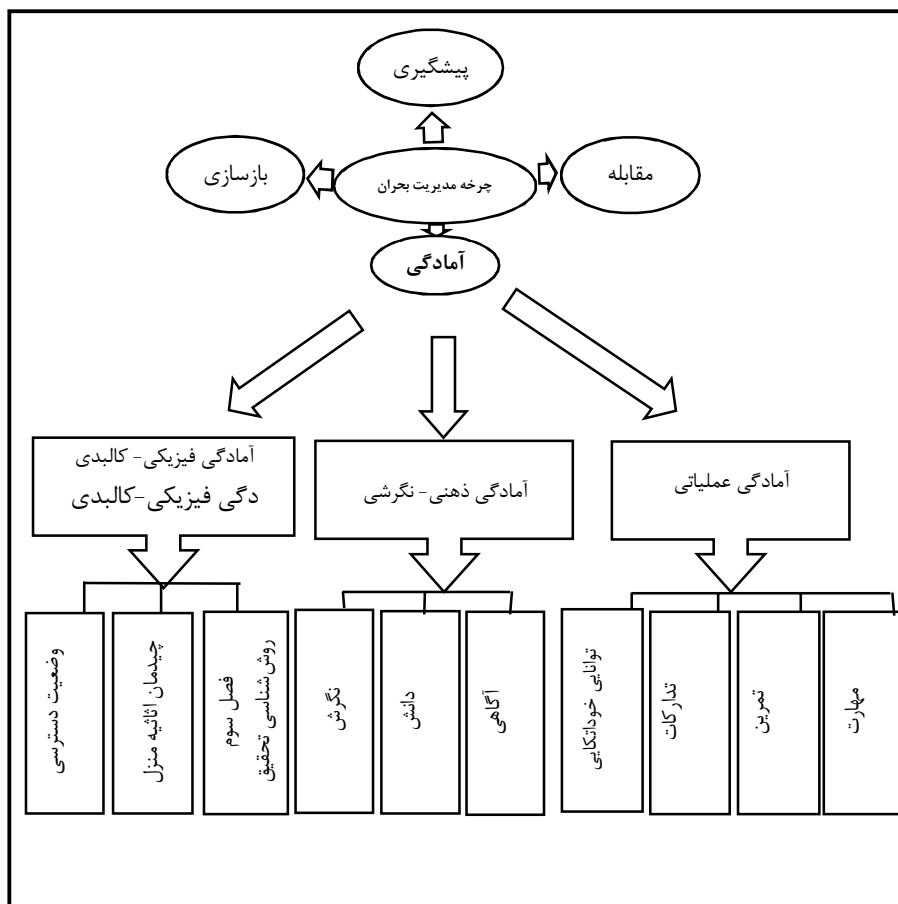 پیشگیری
مقابله
چرخه مدیریت بحران
بازسازی
آمادگی
آمادگی عملیاتی
آمادگی ذهنی- نگرشی
آمادگی فیزیکی- کالبدی
دگی فیزیکی-کالبدی
مهارت
تمرین
تدارکات
توانایی خوداتکایی
آگاهی
دانش
نگرش
فصل سوم
روش‌شناسی تحقیق
چیدمان اثاثیه منزل
وضعیت دسترسی